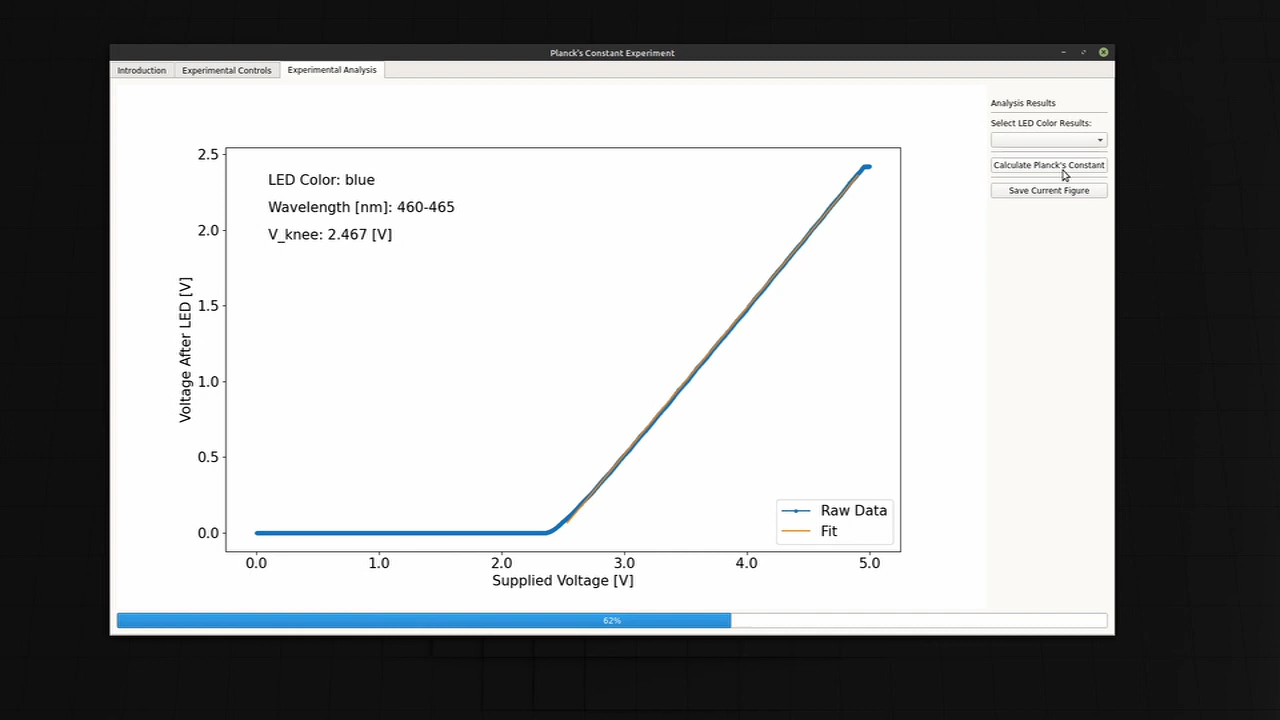 Planck's Constant Experiment
Introduction
Experimental Controls
Experimental Analysis
Analysis Results
Select LED Color Results:
Calculate Planck's Constant
Save Current Figure
2.5
2.0
1.5
1.0
0.5
0.0
Voltage After LED [V]
LED Color: blue
Wavelength [nm]: 460-465
V_knee: 2.467 [V]
Raw Data
Fit
0.0 1.0 2.0 3.0 4.0 5.0
Supplied Voltage [V]
62%